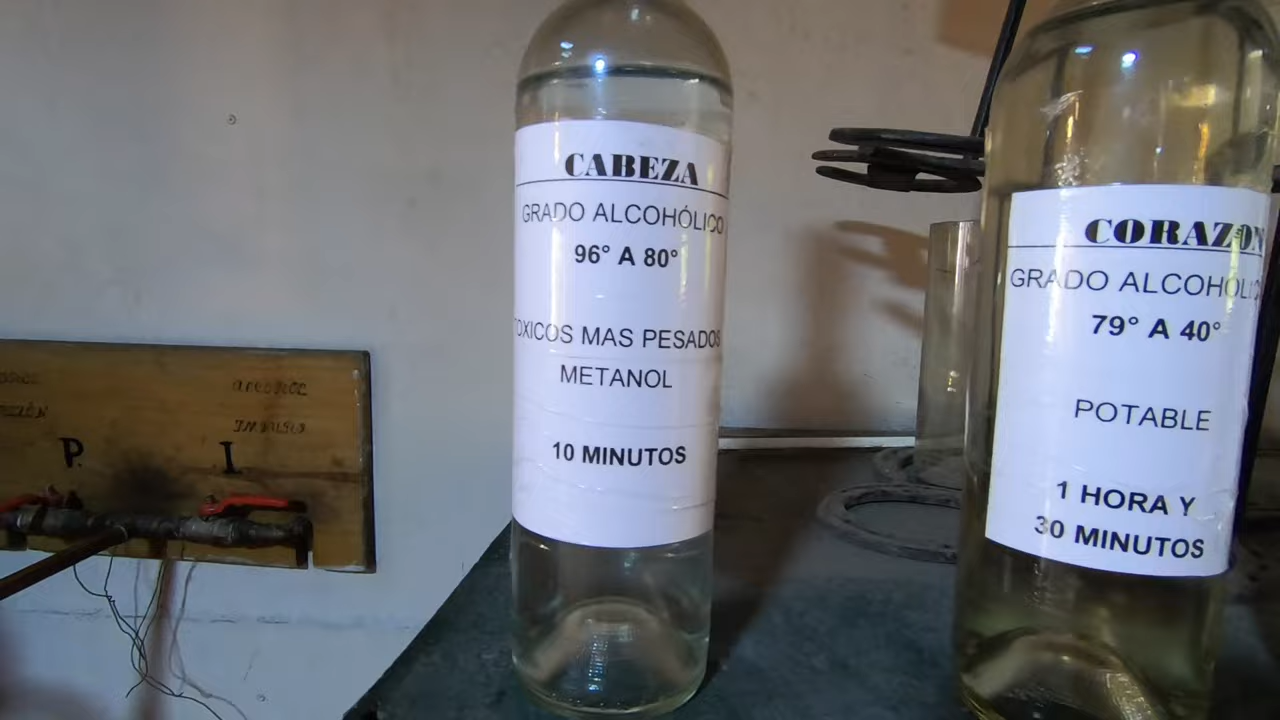 CABEZA
GRADO ALCOHÓLICO
96° A 80°
TOXICOS MAS PESADOS
METANOL
10 MINUTOS
CORAZON
GRADO ALCOHOLI
79° A 40°
POTABLE
1 HORA Y
30 MINUTOS
P.
I